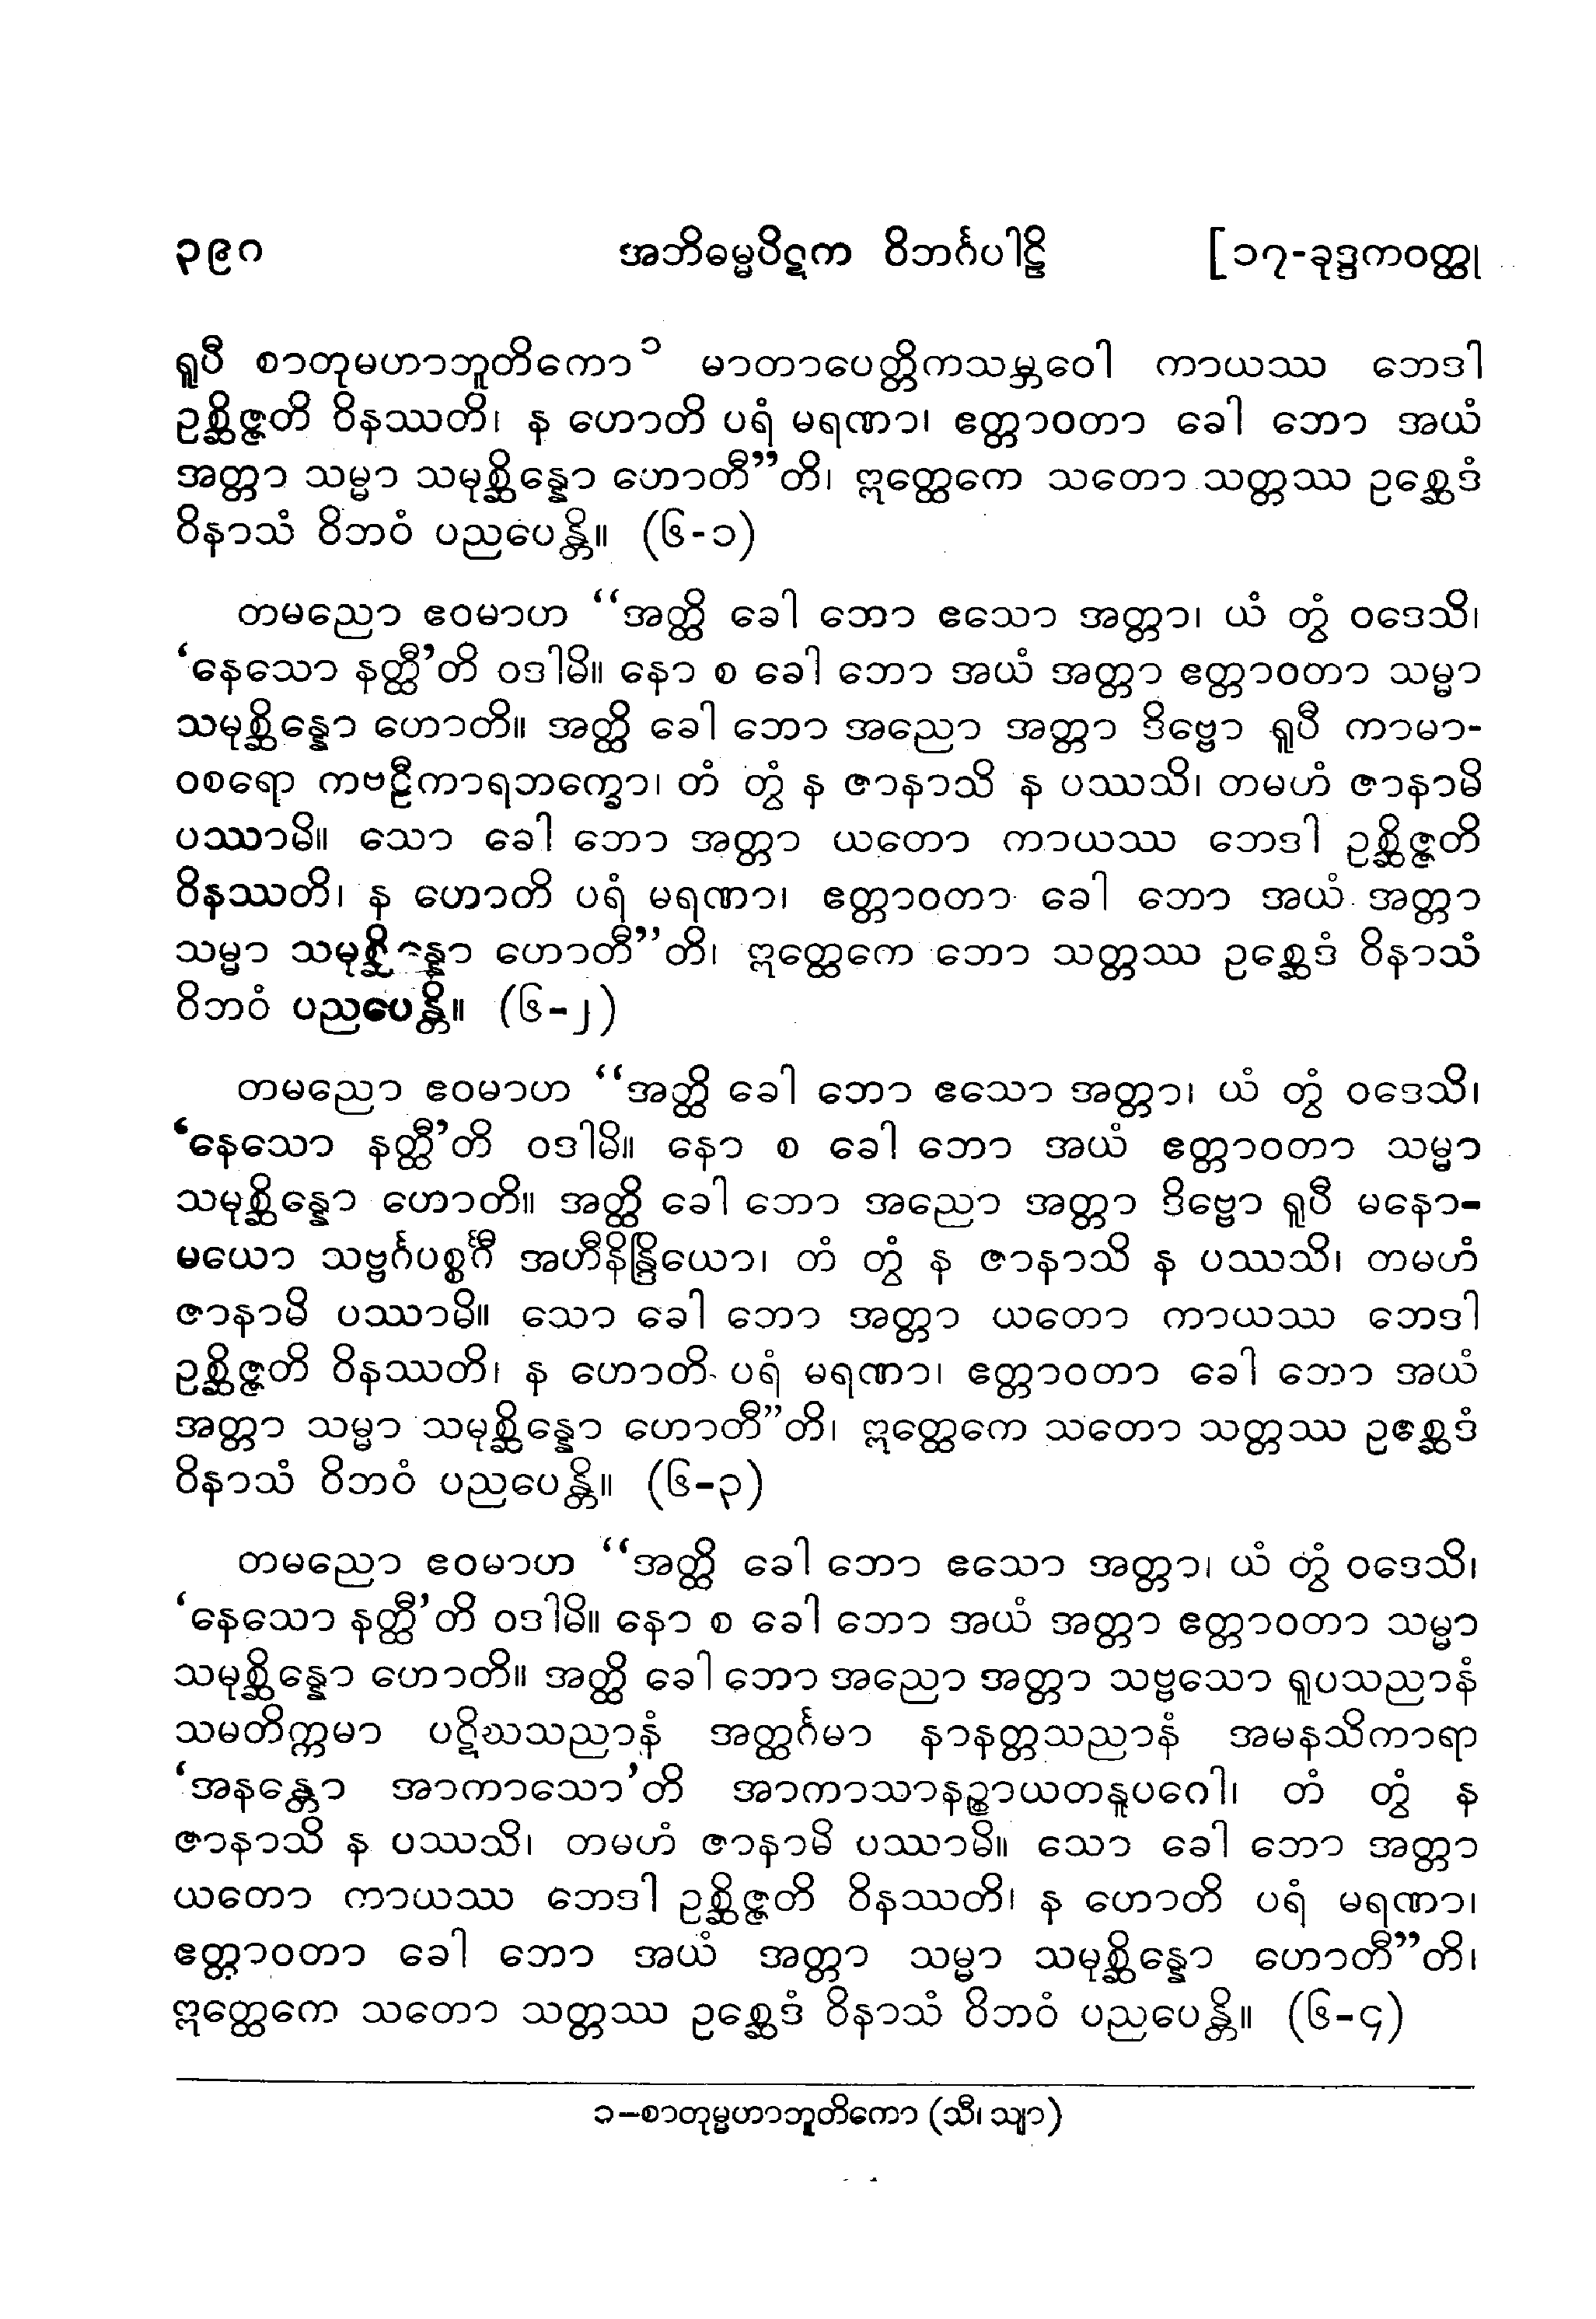 ၃၉၈ အဘိဓမ္မပိဋက ဝိဘင်္ဂပါဠိ [၁၇-ခုဒ္ဒကဝတ္ထု
ရူပီ စာတုမဟာဘူတိကော ၁ မာတာပေတ္တိကသမ္ဘဝေါ ကာယဿ ဘေဒါ
ဥစ္ဆိဇ္ဇတိ ဝိနဿတိ၊ န ဟောတိ ပရံ မရဏာ၊ ဧတ္တာဝတာ ခေါ ဘော အယံ
အတ္တာ သမ္မာ သမုစ္ဆိန္နော ဟောတီ”တိ၊ ဣတ္ထေကေ သတော သတ္တဿ ဥစ္ဆေဒံ
ဝိနာသံ ဝိဘဝံ ပညပေန္တိ။ (၆-၁)
တမညော ဧဝမာဟ “အတ္ထိ ခေါ ဘော ဧသော အတ္တာ၊ ယံ တွံ ဝဒေသိ၊
‘နေသော နတ္ထီ’တိ ဝဒါမိ။ နော စ ခေါ ဘော အယံ အတ္တာ ဧတ္တာဝတာ သမ္မာ
သမုစ္ဆိန္နော ဟောတိ။ အတ္ထိ ခေါ ဘော အညော အတ္တာ ဒိဗ္ဗော ရူပီ ကာမာ-
ဝစရော ကဗဠီကာရဘက္ခော၊ တံ တွံ န ဇာနာသိ န ပဿသိ၊ တမဟံ ဇာနာမိ
ပဿာမိ။ သော ခေါ ဘော အတ္တာ ယတော ကာယဿ ဘေဒါ ဥစ္ဆိဇ္ဇတိ
ဝိနဿတိ၊ န ဟောတိ ပရံ မရဏာ၊ ဧတ္တာဝတာ ခေါ ဘော အယံ အတ္တာ
သမ္မာ သမုစ္ဆိန္နော ဟောတီ”တိ၊ ဣတ္ထေကေ ဘော သတ္တဿ ဥစ္ဆေဒံ ဝိနာသံ
ဝိဘဝံ ပညပေန္တိ။ (၆-၂)
တမညော ဧဝမာဟ “အတ္ထိ ခေါ ဘော ဧသော အတ္တာ၊ ယံ တွံ ဝဒေသိ၊
‘နေသော နတ္ထီ’တိ ဝဒါမိ။ နော စ ခေါ ဘော အယံ ဧတ္တာဝတာ သမ္မာ
သမုစ္ဆိန္နော ဟောတိ။ အတ္ထိ ခေါ ဘော အညော အတ္တာ ဒိဗ္ဗော ရူပီ မနော-
မယော သဗ္ဗင်္ဂပစ္စင်္ဂီ အဟီနိန္ဒြိယော၊ တံ တွံ န ဇာနာသိ န ပဿသိ၊ တမဟံ
ဇာနာမိ ပဿာမိ။ သော ခေါ ဘော အတ္တာ ယတော ကာယဿ ဘေဒါ
ဥစ္ဆိဇ္ဇတိ ဝိနဿတိ၊ န ဟောတိ ပရံ မရဏာ၊ ဧတ္တာဝတာ ခေါ ဘော အယံ
အတ္တာ သမ္မာ သမုစ္ဆိန္နော ဟောတီ”တိ၊ ဣတ္ထေကေ သတော သတ္တဿ ဥစ္ဆေဒံ
ဝိနာသံ ဝိဘဝံ ပညပေန္တိ။ (၆-၃)
တမညော ဧဝမာဟ “အတ္ထိ ခေါ ဘော ဧသော အတ္တာ၊ ယံ တွံ ဝဒေသိ၊
‘နေသော နတ္ထီ’တိ ဝဒါမိ။ နော စ ခေါ ဘော အယံ အတ္တာ ဧတ္တာဝတာ သမ္မာ
သမုစ္ဆိန္နော ဟောတိ။ အတ္ထိ ခေါ ဘော အညော အတ္တာ သဗ္ဗသော ရူပသညာနံ
သမတိက္ကမာ ပဋိဃသညာနံ အတ္ထင်္ဂမာ နာနတ္တသညာနံ အမနသိကာရာ
‘အနန္တော အာကာသော’တိ အာကာသာနဉ္စာယတနူပဂေါ၊ တံ တွံ န
ဇာနာသိ န ပဿသိ၊ တမဟံ ဇာနာမိ ပဿာမိ။ သော ခေါ ဘော အတ္တာ
ယတော ကာယဿ ဘေဒါ ဥစ္ဆိဇ္ဇတိ ဝိနဿတိ၊ န ဟောတိ ပရံ မရဏာ၊
ဧတ္တာဝတာ ခေါ ဘော အယံ အတ္တာ သမ္မာ သမုစ္ဆိန္နော ဟောတီ”တိ၊
ဣတ္ထေကေ သတော သတ္တဿ ဥစ္ဆေဒံ ဝိနာသံ ဝိဘဝံ ပညပေန္တိ။ (၆-၄)
၁–စာတုမ္မဟာဘူတိကော (သီ၊ သျာ)